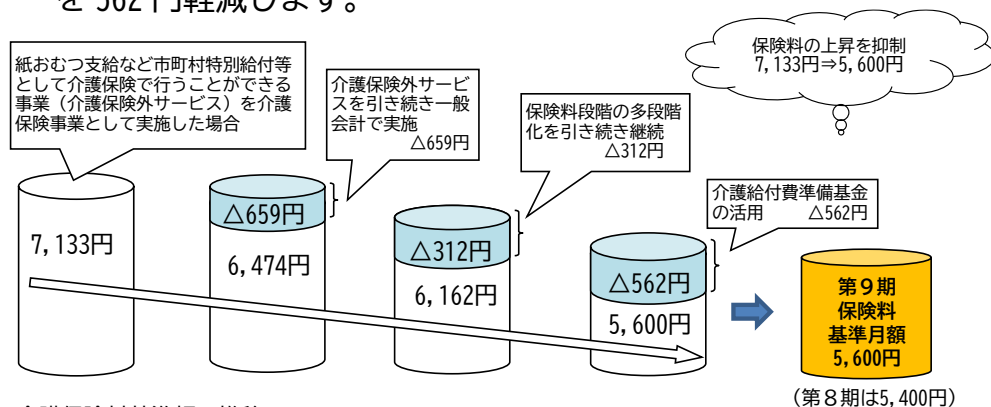 を 562円軽減します。
保険料の上昇を抑制
7,133円⇒5,600円
紙おむつ支給など市町村特別給付等
として介護保険で行うことができる
事業（介護保険外サービス）を介護
保険事業として実施した場合
介護保険外サービ
スを引き続き一般
会計で実施
△659円
保険料段階の多段階
化を引き続き継続
△312円
介護給付費準備基金
の活用　△562円
7,133円
△659円
6,474円
△312円
6,162円
△562円
5,600円
第９期
保険料
基準月額
5,600円
（第８期は5,400円）